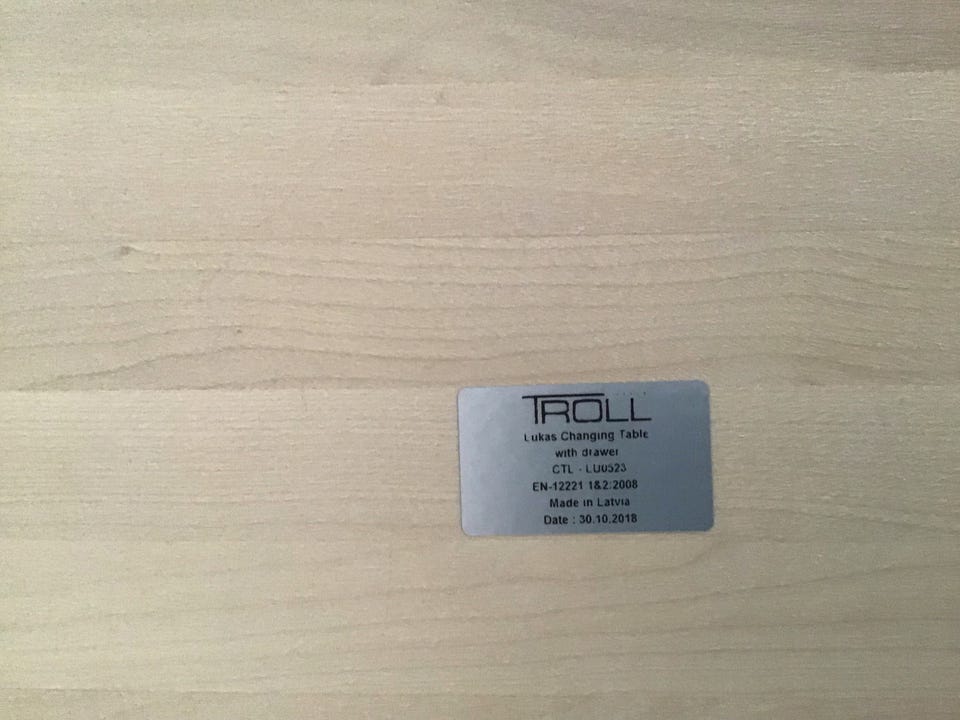 TROLL
Lukas Changing Table
with drawer
CTL - LU0523
EN-12221 1&2:2008
Made in Latvia
Date : 30.10.2018